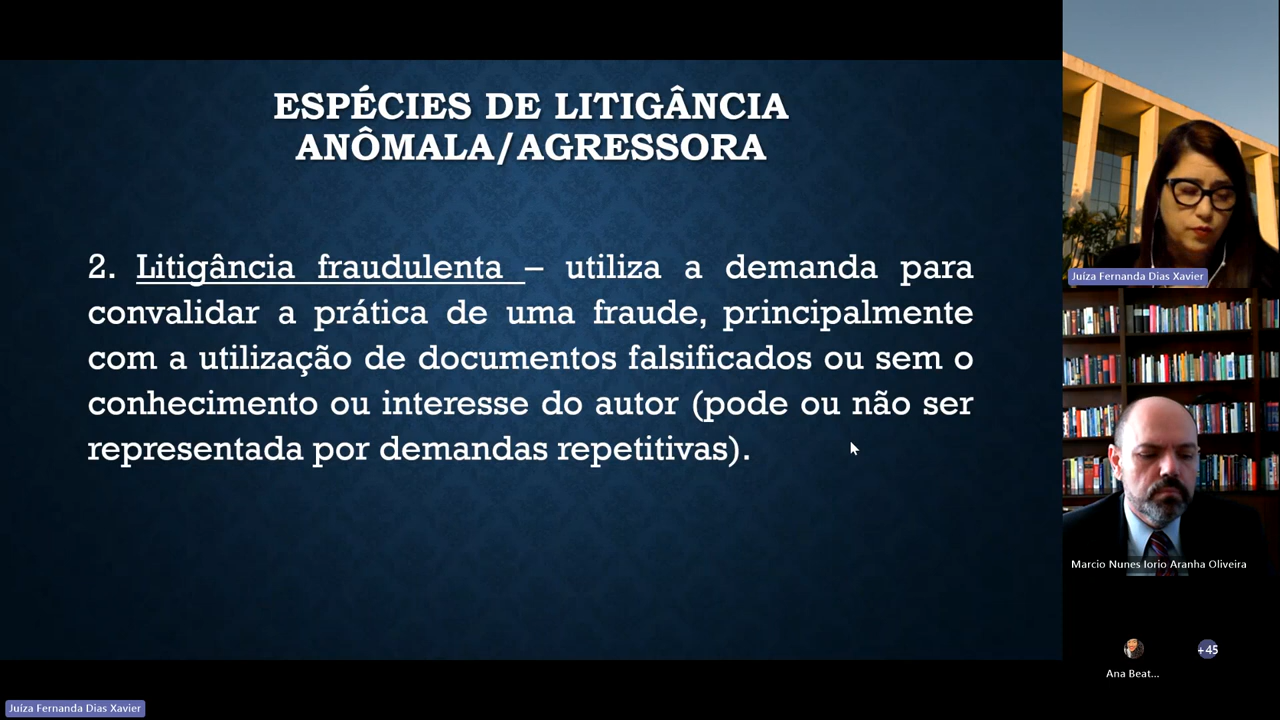 ESPÉCIES DE LITIGÂNCIA
ANÔMALA/AGRESSORA
2. Litigância fraudulenta – utiliza a demanda para
convalidar a prática de uma fraude, principalmente
com a utilização de documentos falsificados ou sem o
conhecimento ou interesse do autor (pode ou não ser
representada por demandas repetitivas).
Juíza Fernanda Dias Xavier
Marcio Nunes Iorio Aranha Oliveira
+45
Ana Beat...
Juíza Fernanda Dias Xavier